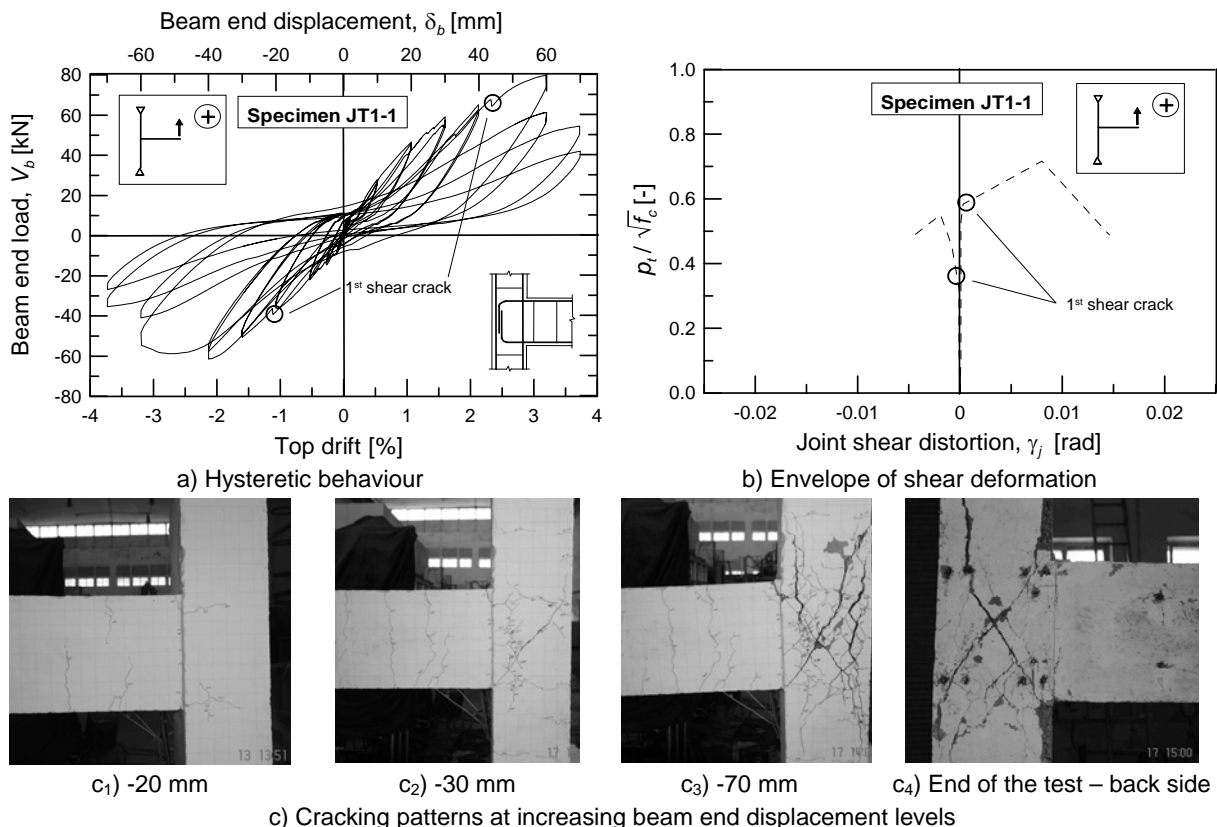 Beam end displacement, δb [mm]
-60 -40 -20 0 20 40 60
80
60
40
20
0
-20
-40
-60
-80
Beam end load, Vb [kN]
Specimen JT1-1
+
1st shear crack
-4 -3 -2 -1 0 1 2 3 4
Top drift [%]
a) Hysteretic behaviour
1.0
0.8
0.6
0.4
0.2
0.0
pt / √fc [-]
Specimen JT1-1
+
1st shear crack
-0.02 -0.01 0 0.01 0.02
Joint shear distortion, γj [rad]
b) Envelope of shear deformation
13 13:51
17 15:00
c1) -20 mm
c2) -30 mm
c3) -70 mm
c4) End of the test – back side
c) Cracking patterns at increasing beam end displacement levels